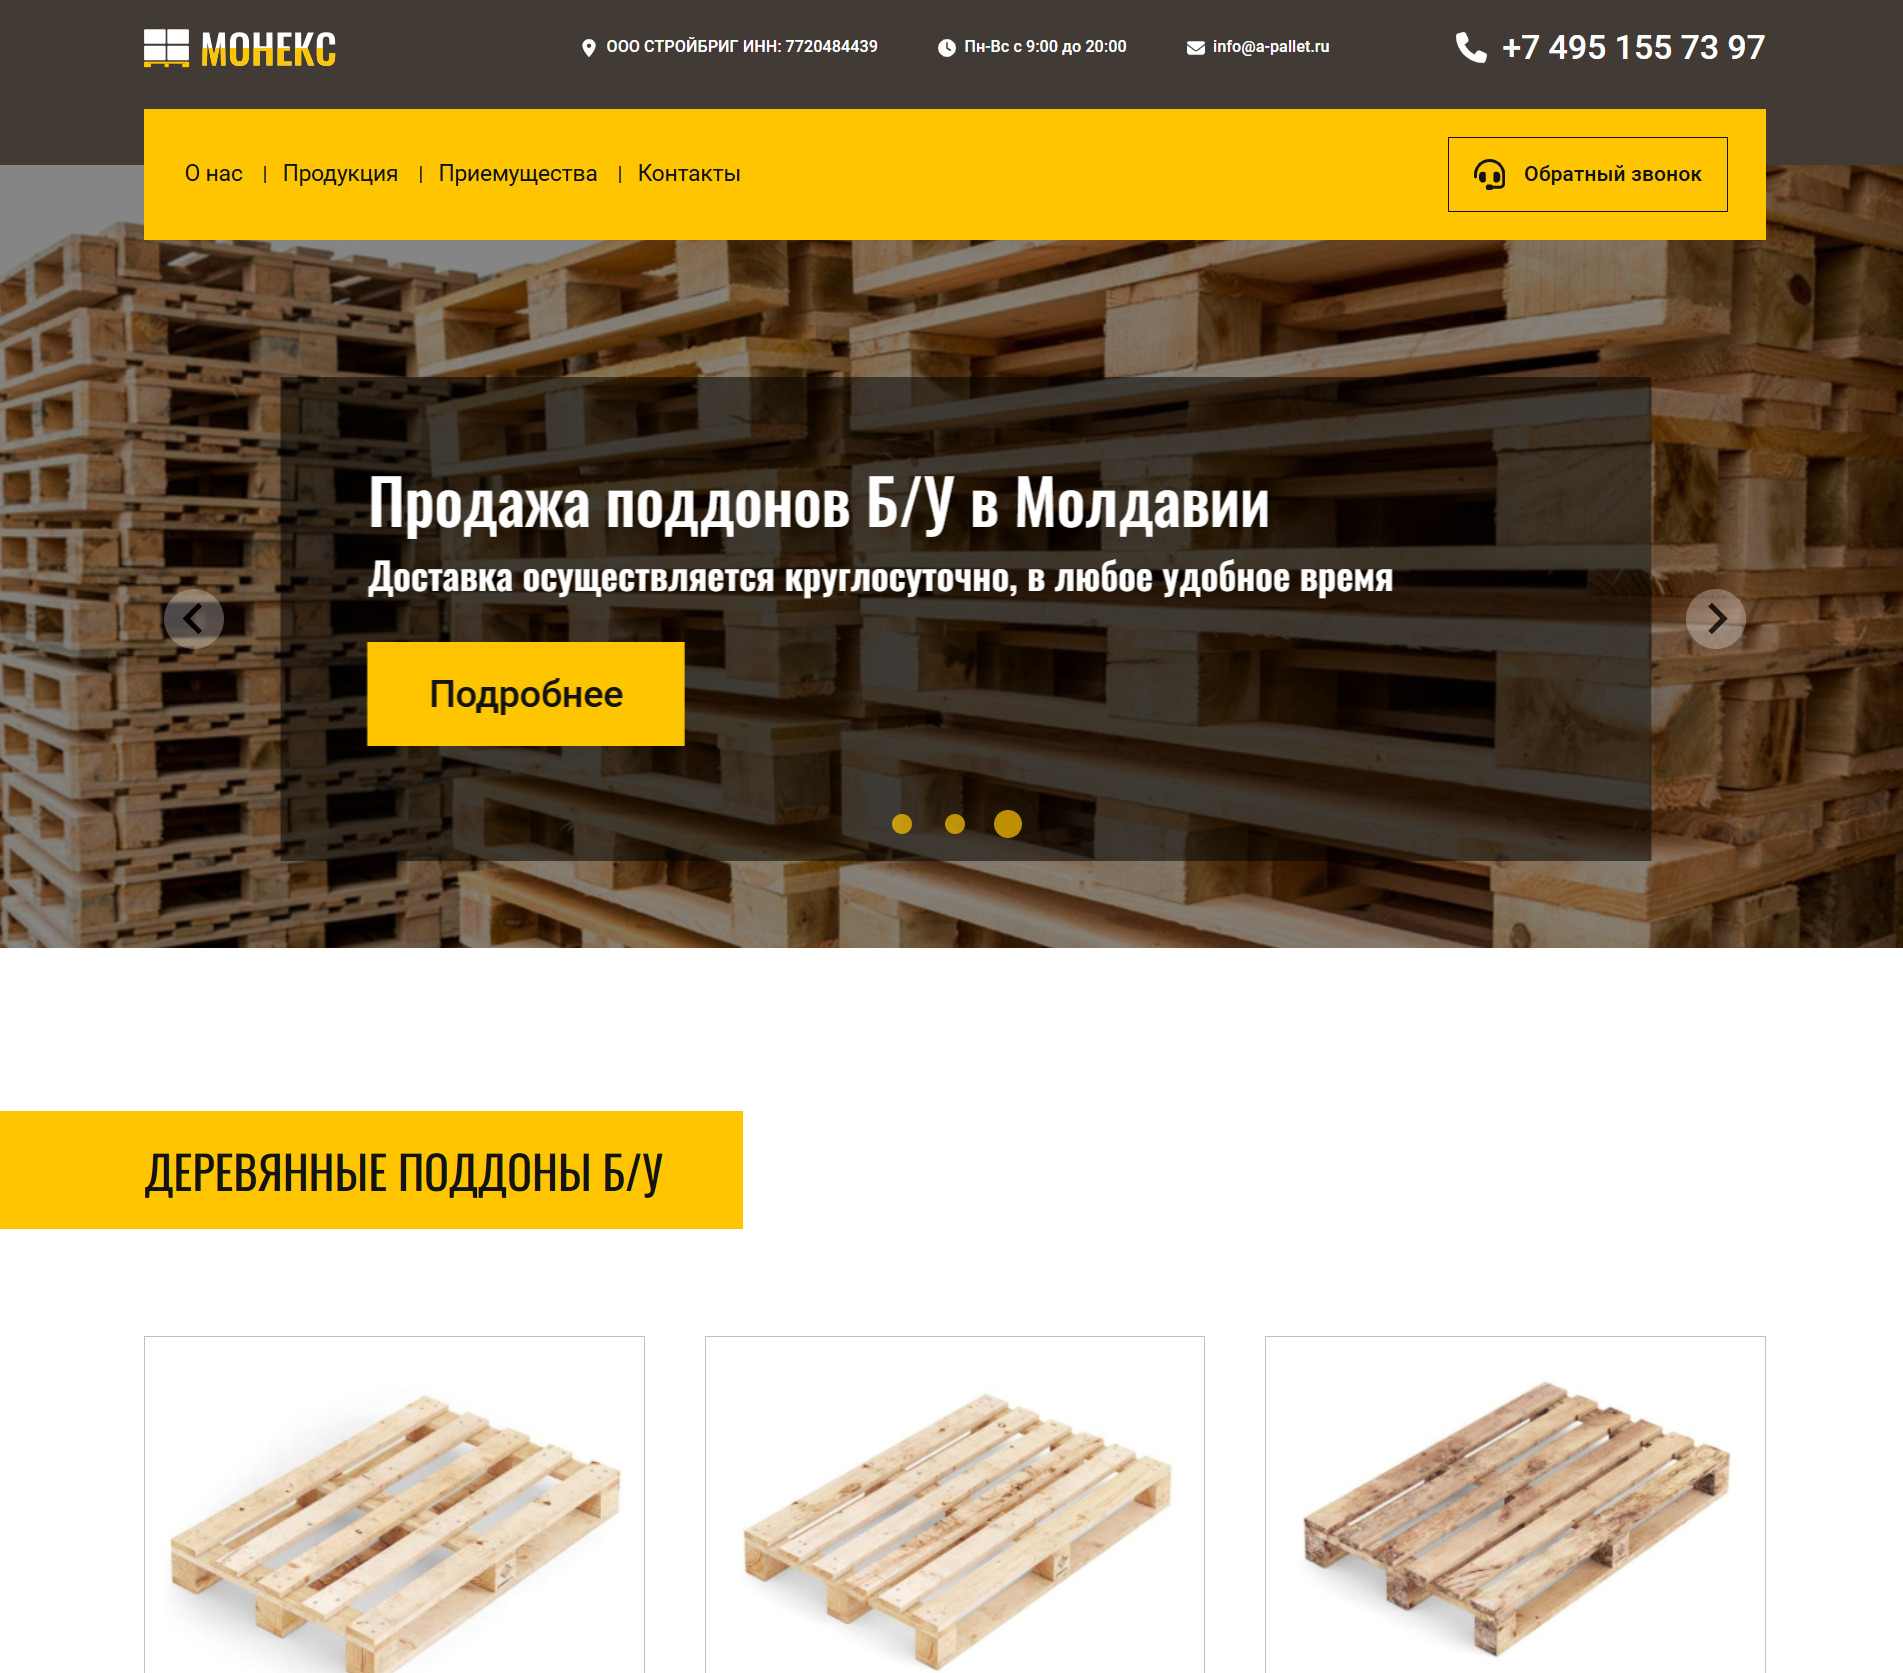 МОНЕКС
ООО СТРОЙБРИГ ИНН: 7720484439
Пн-Вс с 9:00 до 20:00
info@a-pallet.ru
+7 495 155 73 97
О нас | Продукция | Приемущества | Контакты
Обратный звонок
Продажа поддонов Б/У в Молдавии
Доставка осуществляется круглосуточно, в любое удобное время
Подробнее
ДЕРЕВЯННЫЕ ПОДДОНЫ Б/У